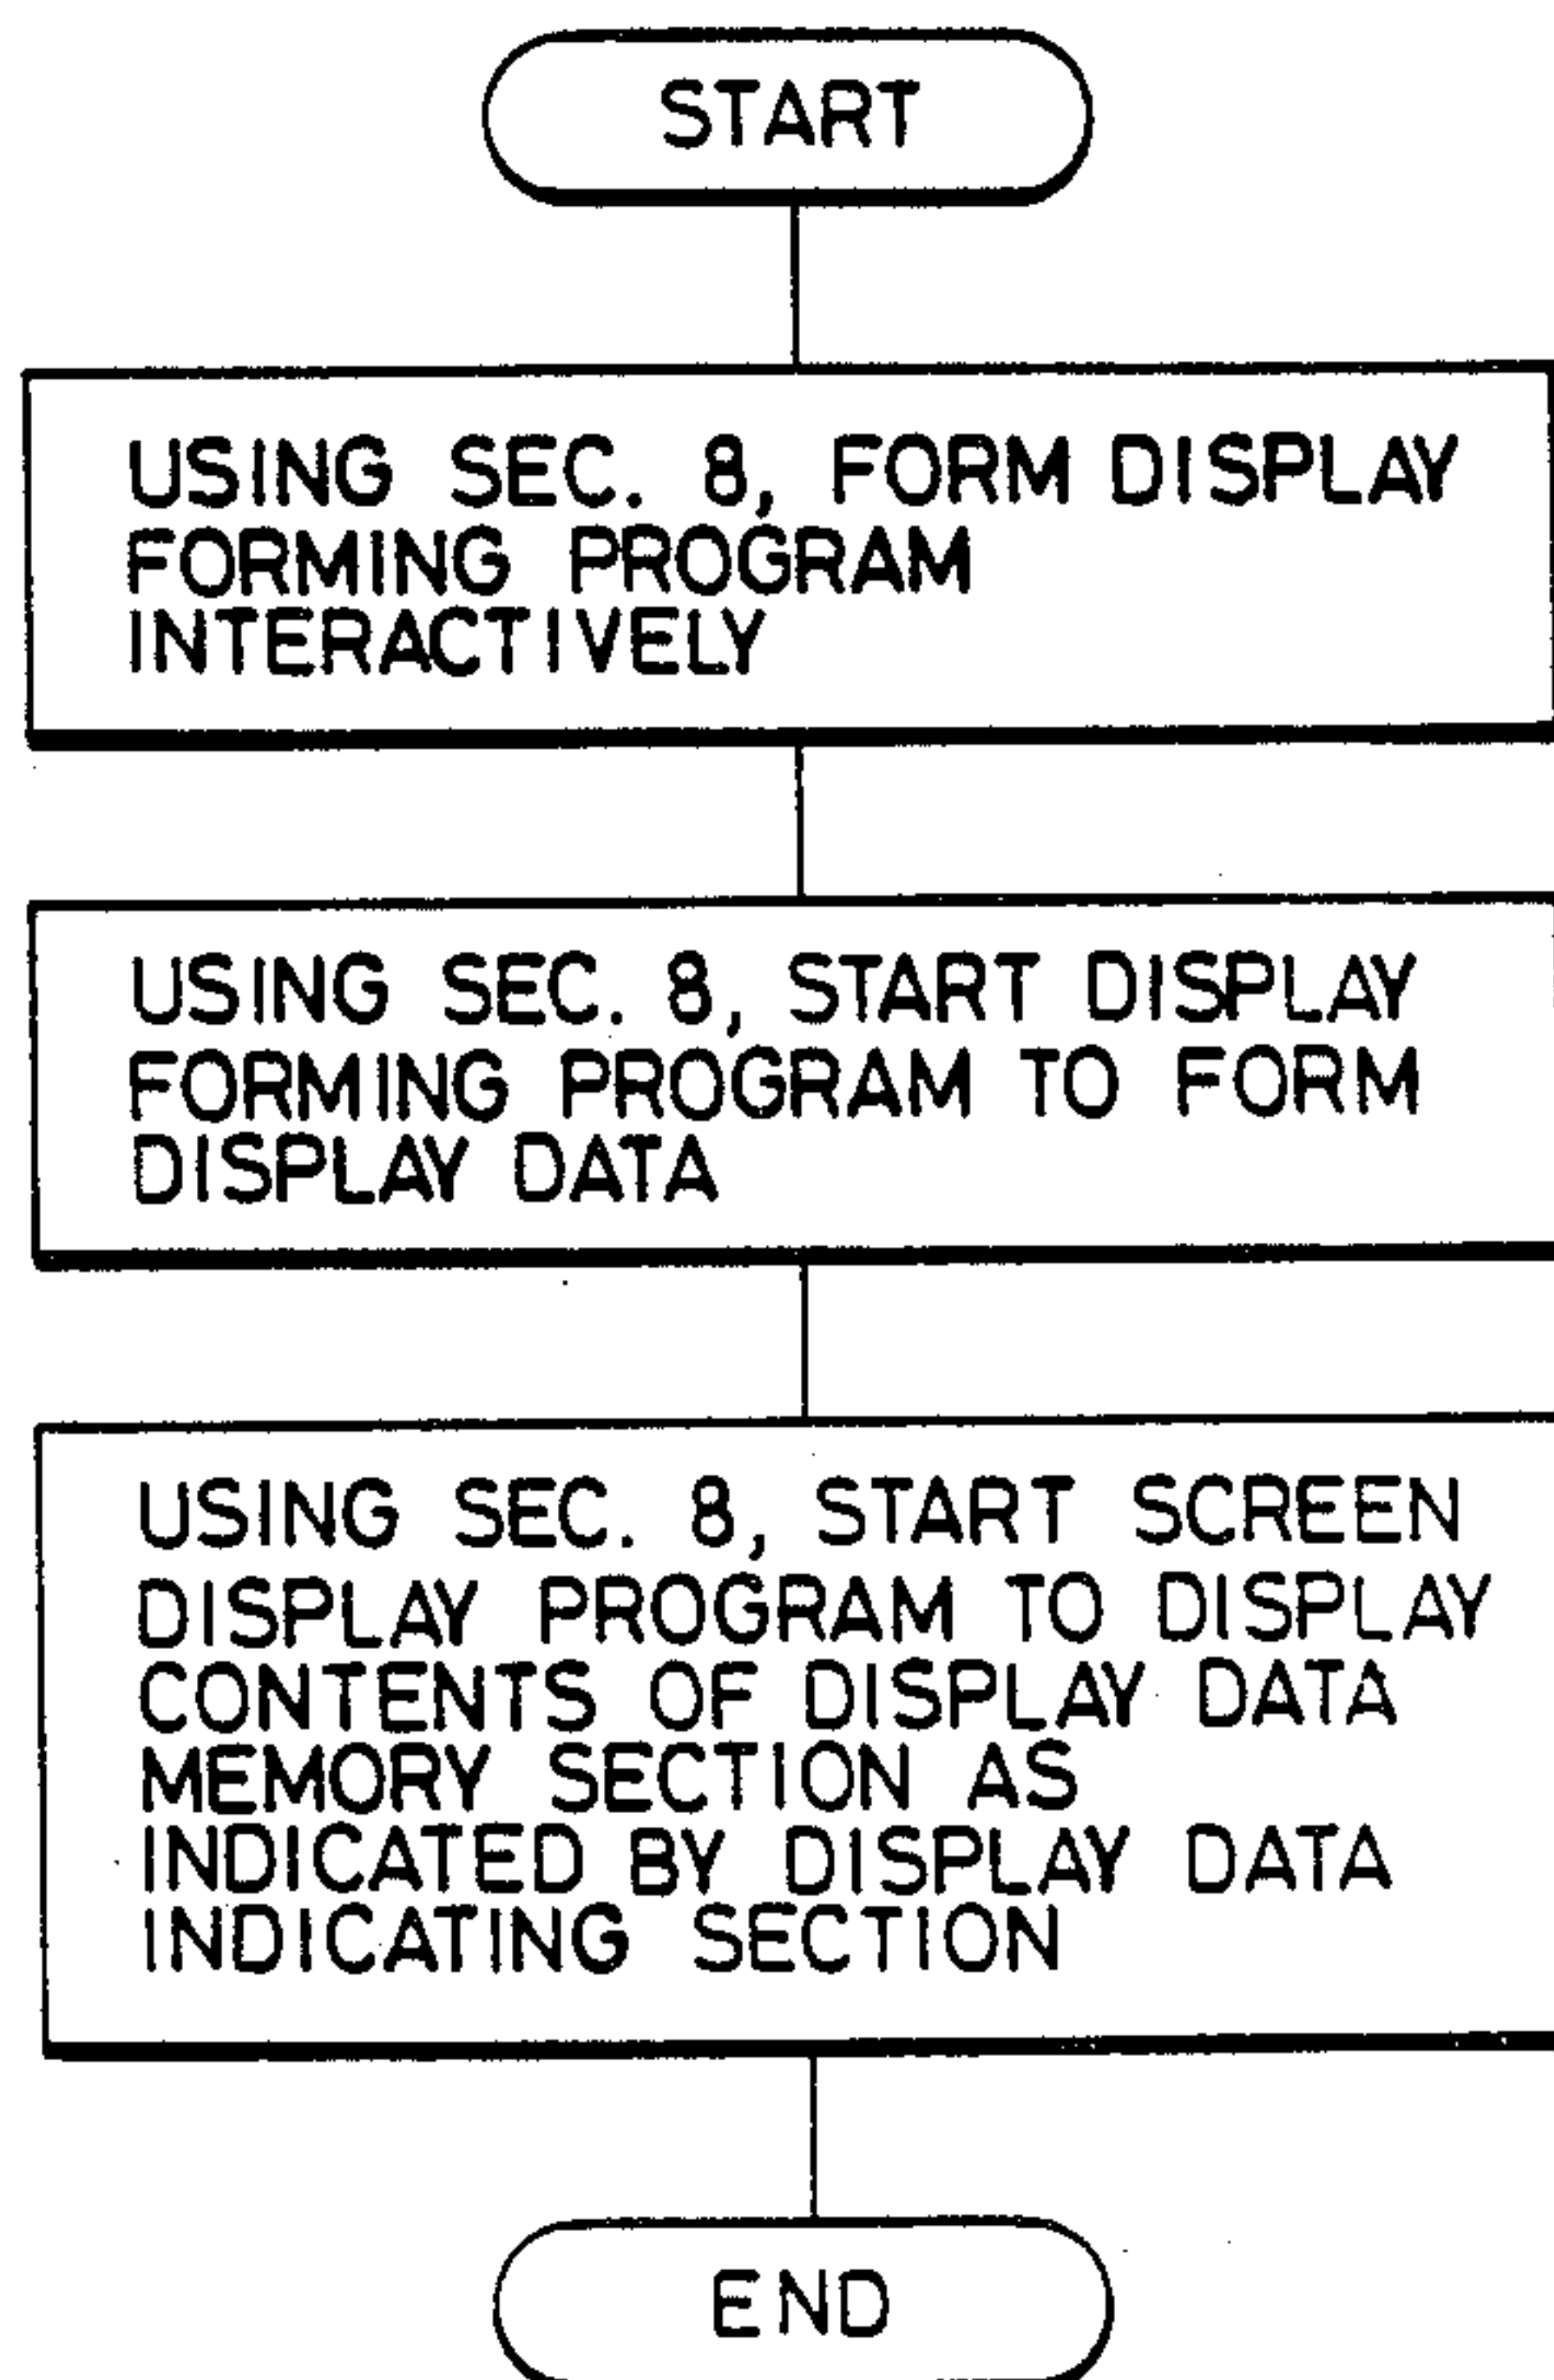 START
USING SEC. 8, FORM DISPLAY
FORMING PROGRAM
INTERACTIVELY
USING SEC. 8, START DISPLAY
FORMING PROGRAM TO FORM
DISPLAY DATA
USING SEC. 8, START SCREEN
DISPLAY PROGRAM TO DISPLAY
CONTENTS OF DISPLAY DATA
MEMORY SECTION AS
INDICATED BY DISPLAY DATA
INDICATING SECTION
END